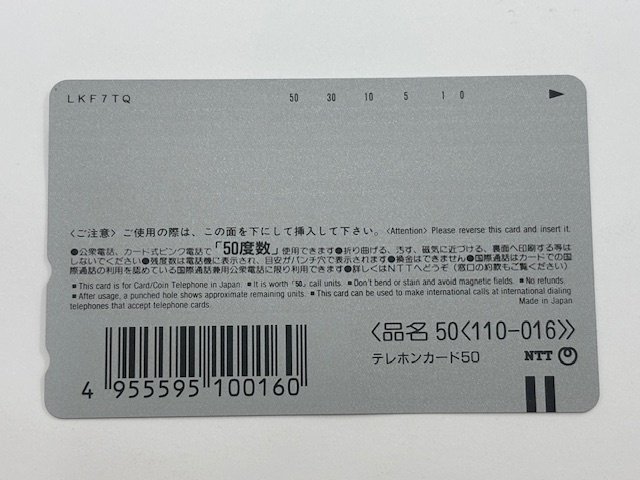 LKF7TQ 50 30 10 5 1 0
〈ご注意〉ご使用の際は、この面を下にして挿入して下さい。〈Attention〉Please reverse this card and insert it.
●公衆電話、カード式ピンク電話で「50度数」使用できます●折り曲げる、汚す、磁気に近づける、裏面へ印刷する等は
しないでください●残度数は電話機に表示され、目安がパンチ穴で表示されます●換金はできません●国際通話はカードでの国
際通話の利用を認めている国際通話兼用公衆電話に限り利用できます●詳しくはNTTへどうぞ(窓口の約款もご覧ください)
■This card is for Card/Coin Telephone in Japan. ■It is worth「50」call units. ■Don't bend or stain and avoid magnetic fields. ■No refunds.
■After usage, a punched hole shows approximate remaining units. ■This card can be used to make international calls at international dialing
telephones that accept telephone cards. Made in Japan
〈品名 50〈110-016〉〉
テレホンカード50 NTT
4 955595 100160